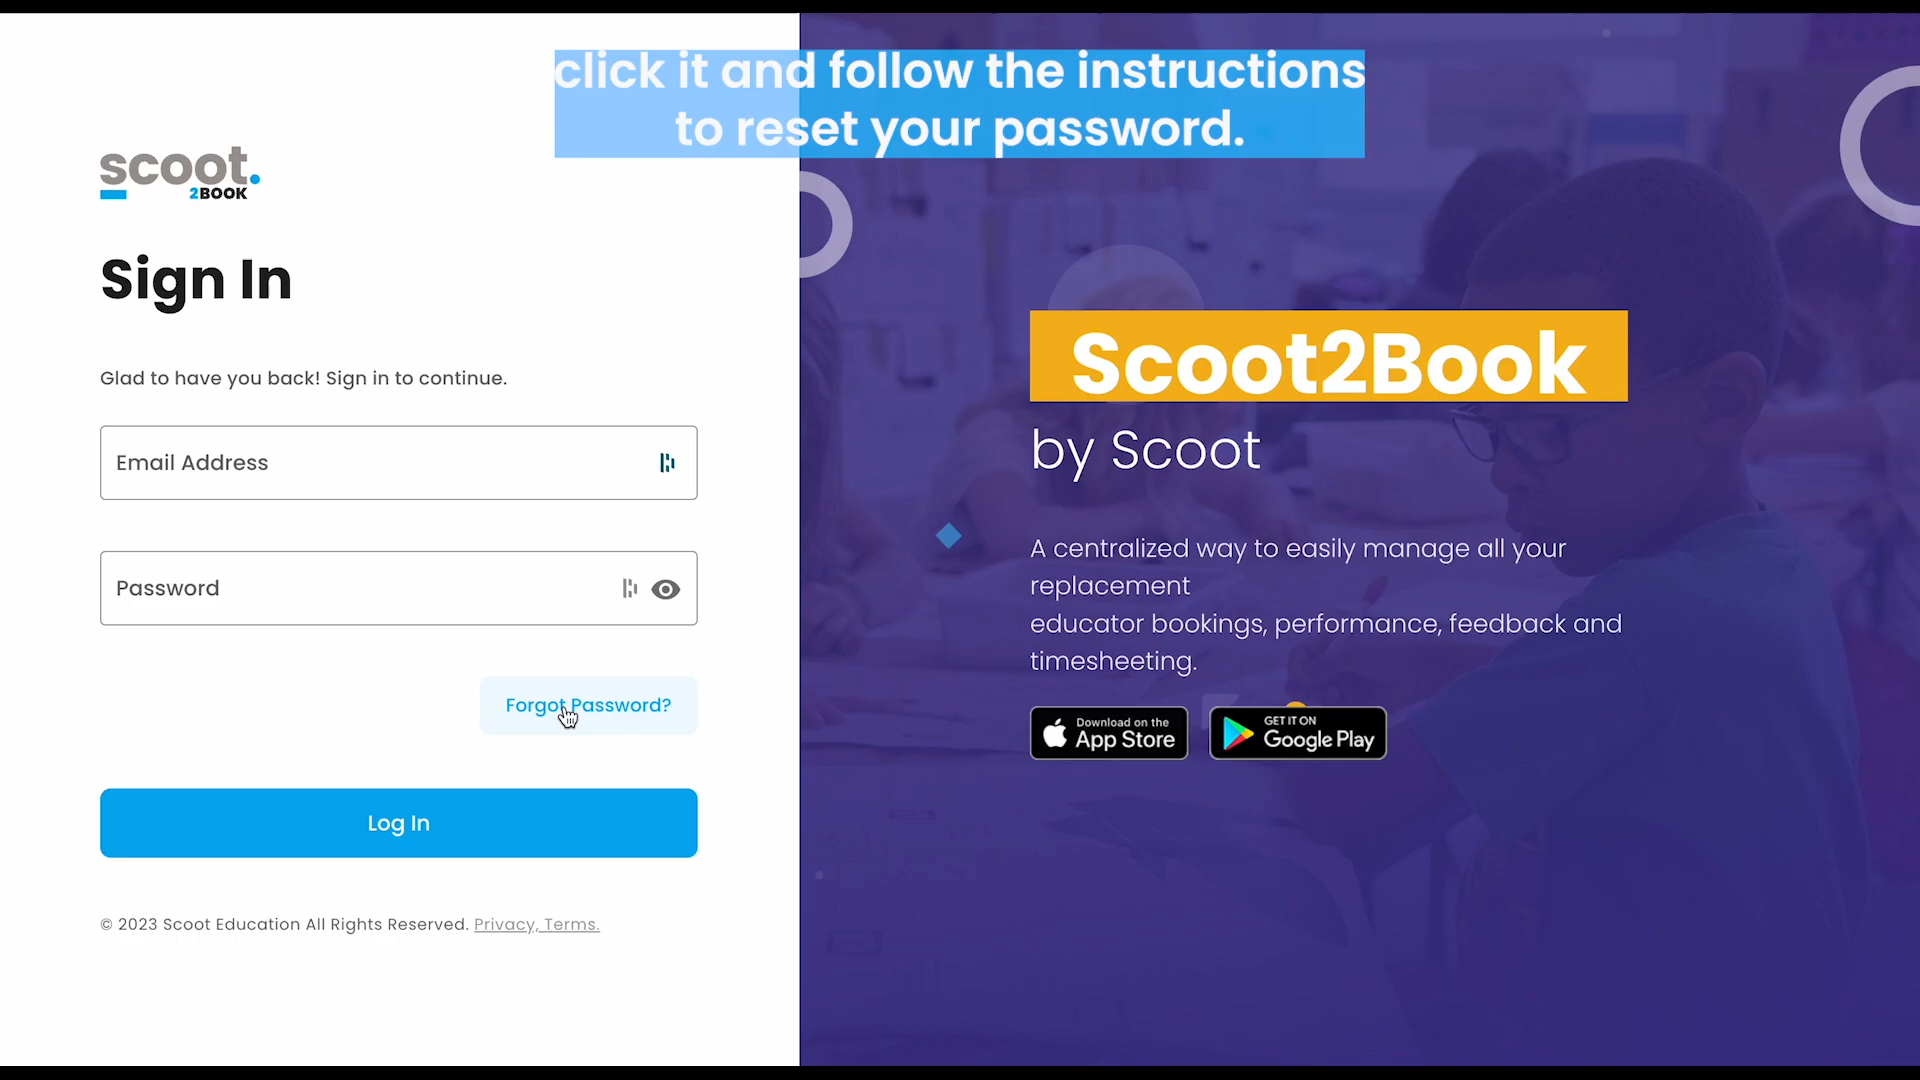 click it and follow the instructions
to reset your password.
scoot.
2BOOK
Sign In
Glad to have you back! Sign in to continue.
Email Address
Password
Forgot Password?
Log In
© 2023 Scoot Education All Rights Reserved. Privacy, Terms.
Scoot2Book
by Scoot
A centralized way to easily manage all your
replacement
educator bookings, performance, feedback and
timesheeting.
Download on the
App Store
GET IT ON
Google Play